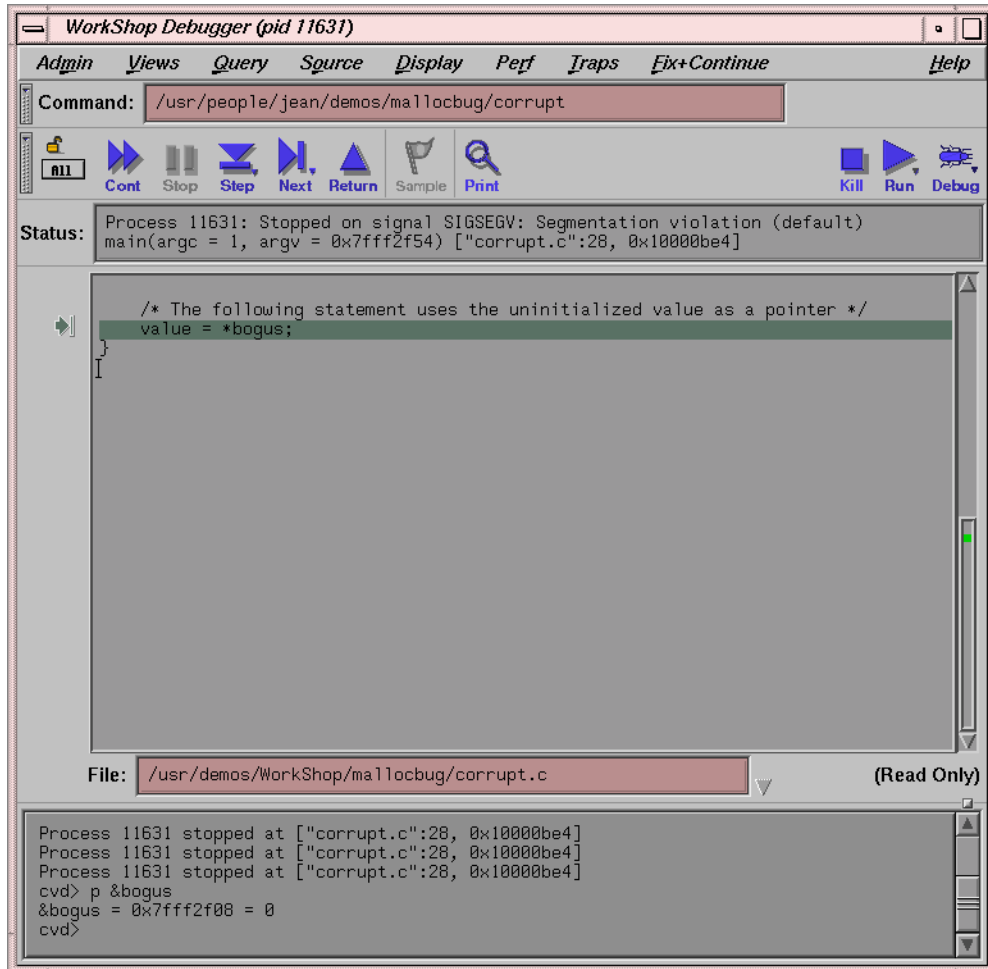 WorkShop Debugger (pid 11631)
Admin Views Query Source Display Perf Traps Fix+Continue Help
Command: /usr/people/jean/demos/mallocbug/corrupt
All Cont Stop Step Next Return Sample Print Kill Run Debug
Status: Process 11631: Stopped on signal SIGSEGV: Segmentation violation (default)
main(argc = 1, argv = 0x7fff2f54) ["corrupt.c":28, 0x10000be4]
/* The following statement uses the uninitialized value as a pointer */
value = *bogus;
}
File: /usr/demos/WorkShop/mallocbug/corrupt.c (Read Only)
Process 11631 stopped at ["corrupt.c":28, 0x10000be4]
Process 11631 stopped at ["corrupt.c":28, 0x10000be4]
Process 11631 stopped at ["corrupt.c":28, 0x10000be4]
cvd> p &bogus
&bogus = 0x7fff2f08 = 0
cvd>